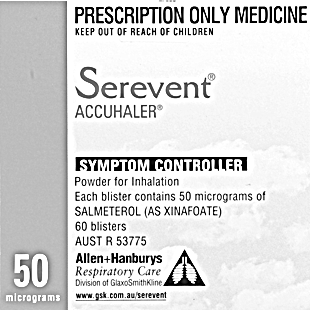 PRESCRIPTION ONLY MEDICINE
KEEP OUT OF REACH OF CHILDREN
Serevent®
ACCUHALER®
SYMPTOM CONTROLLER
Powder for Inhalation
Each blister contains 50 micrograms of
SALMETEROL (AS XINAFOATE)
60 blisters
AUST R 53775
Allen+Hanburys
Respiratory Care
Division of GlaxoSmithKline
www.gsk.com.au/serevent
50
micrograms